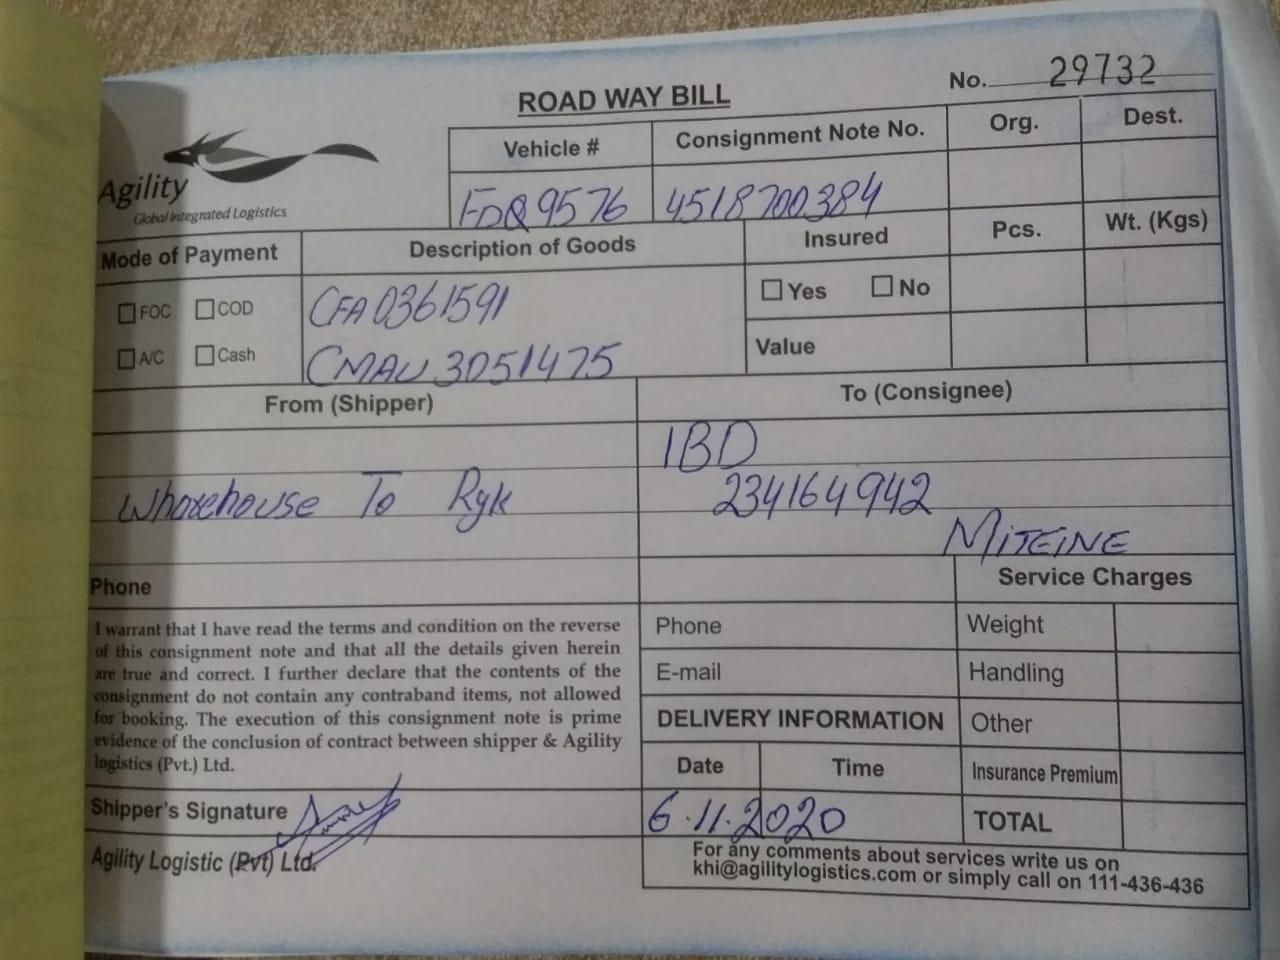 No. 29732
ROAD WAY BILL
Agility
Global Integrated Logistics
Vehicle # Consignment Note No. Org. Dest.
EDQ9576 4518700384
Mode of Payment Description of Goods Insured Pcs. Wt. (Kgs)
FOC COD CFA0361591 Yes No
A/C Cash CMAU 3051475 Value
From (Shipper) To (Consignee)
IBD
Wharehouse To Ryk 234164942
MITEINE
Phone Service Charges
I warrant that I have read the terms and condition on the reverse
of this consignment note and that all the details given herein
are true and correct. I further declare that the contents of the
consignment do not contain any contraband items, not allowed
for booking. The execution of this consignment note is prime
evidence of the conclusion of contract between shipper & Agility
logistics (Pvt.) Ltd.
Phone Weight
E-mail Handling
DELIVERY INFORMATION Other
Date Time Insurance Premium
Shipper's Signature 6.11.2020 TOTAL
Agility Logistic (Pvt) Ltd.
For any comments about services write us on
khi@agilitylogistics.com or simply call on 111-436-436